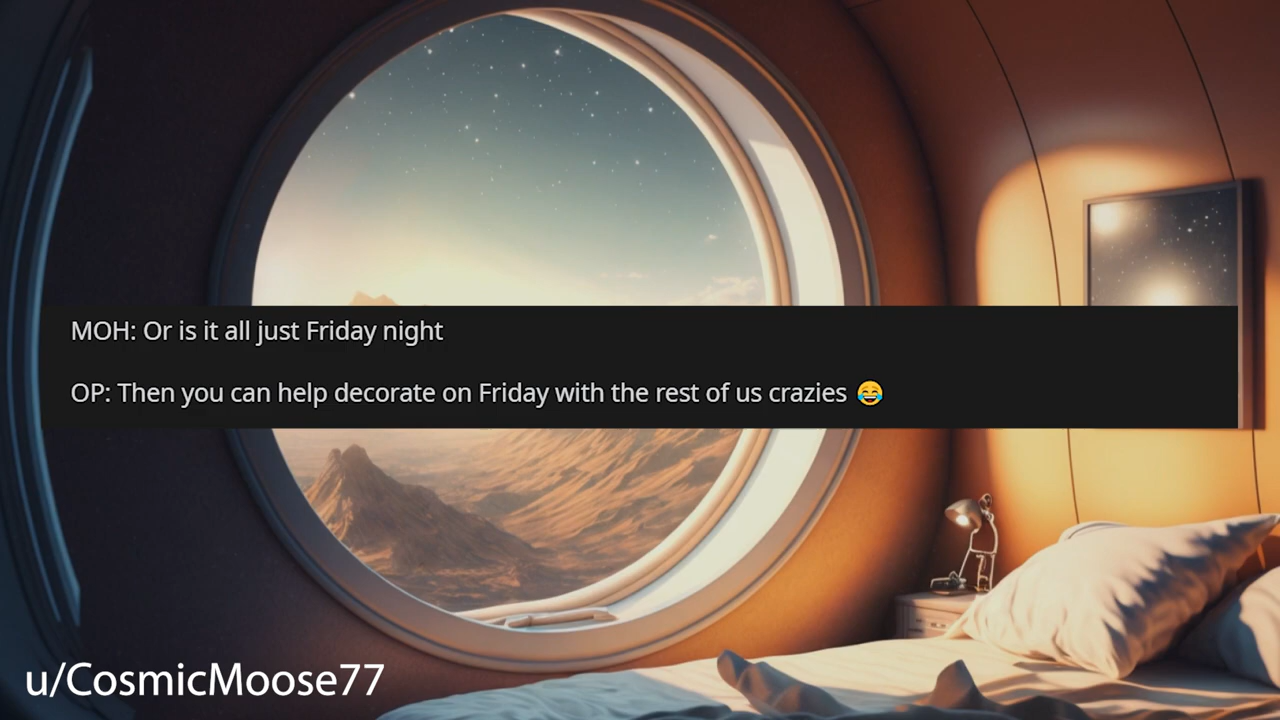 MOH: Or is it all just Friday night
OP: Then you can help decorate on Friday with the rest of us crazies 😂
u/CosmicMoose77